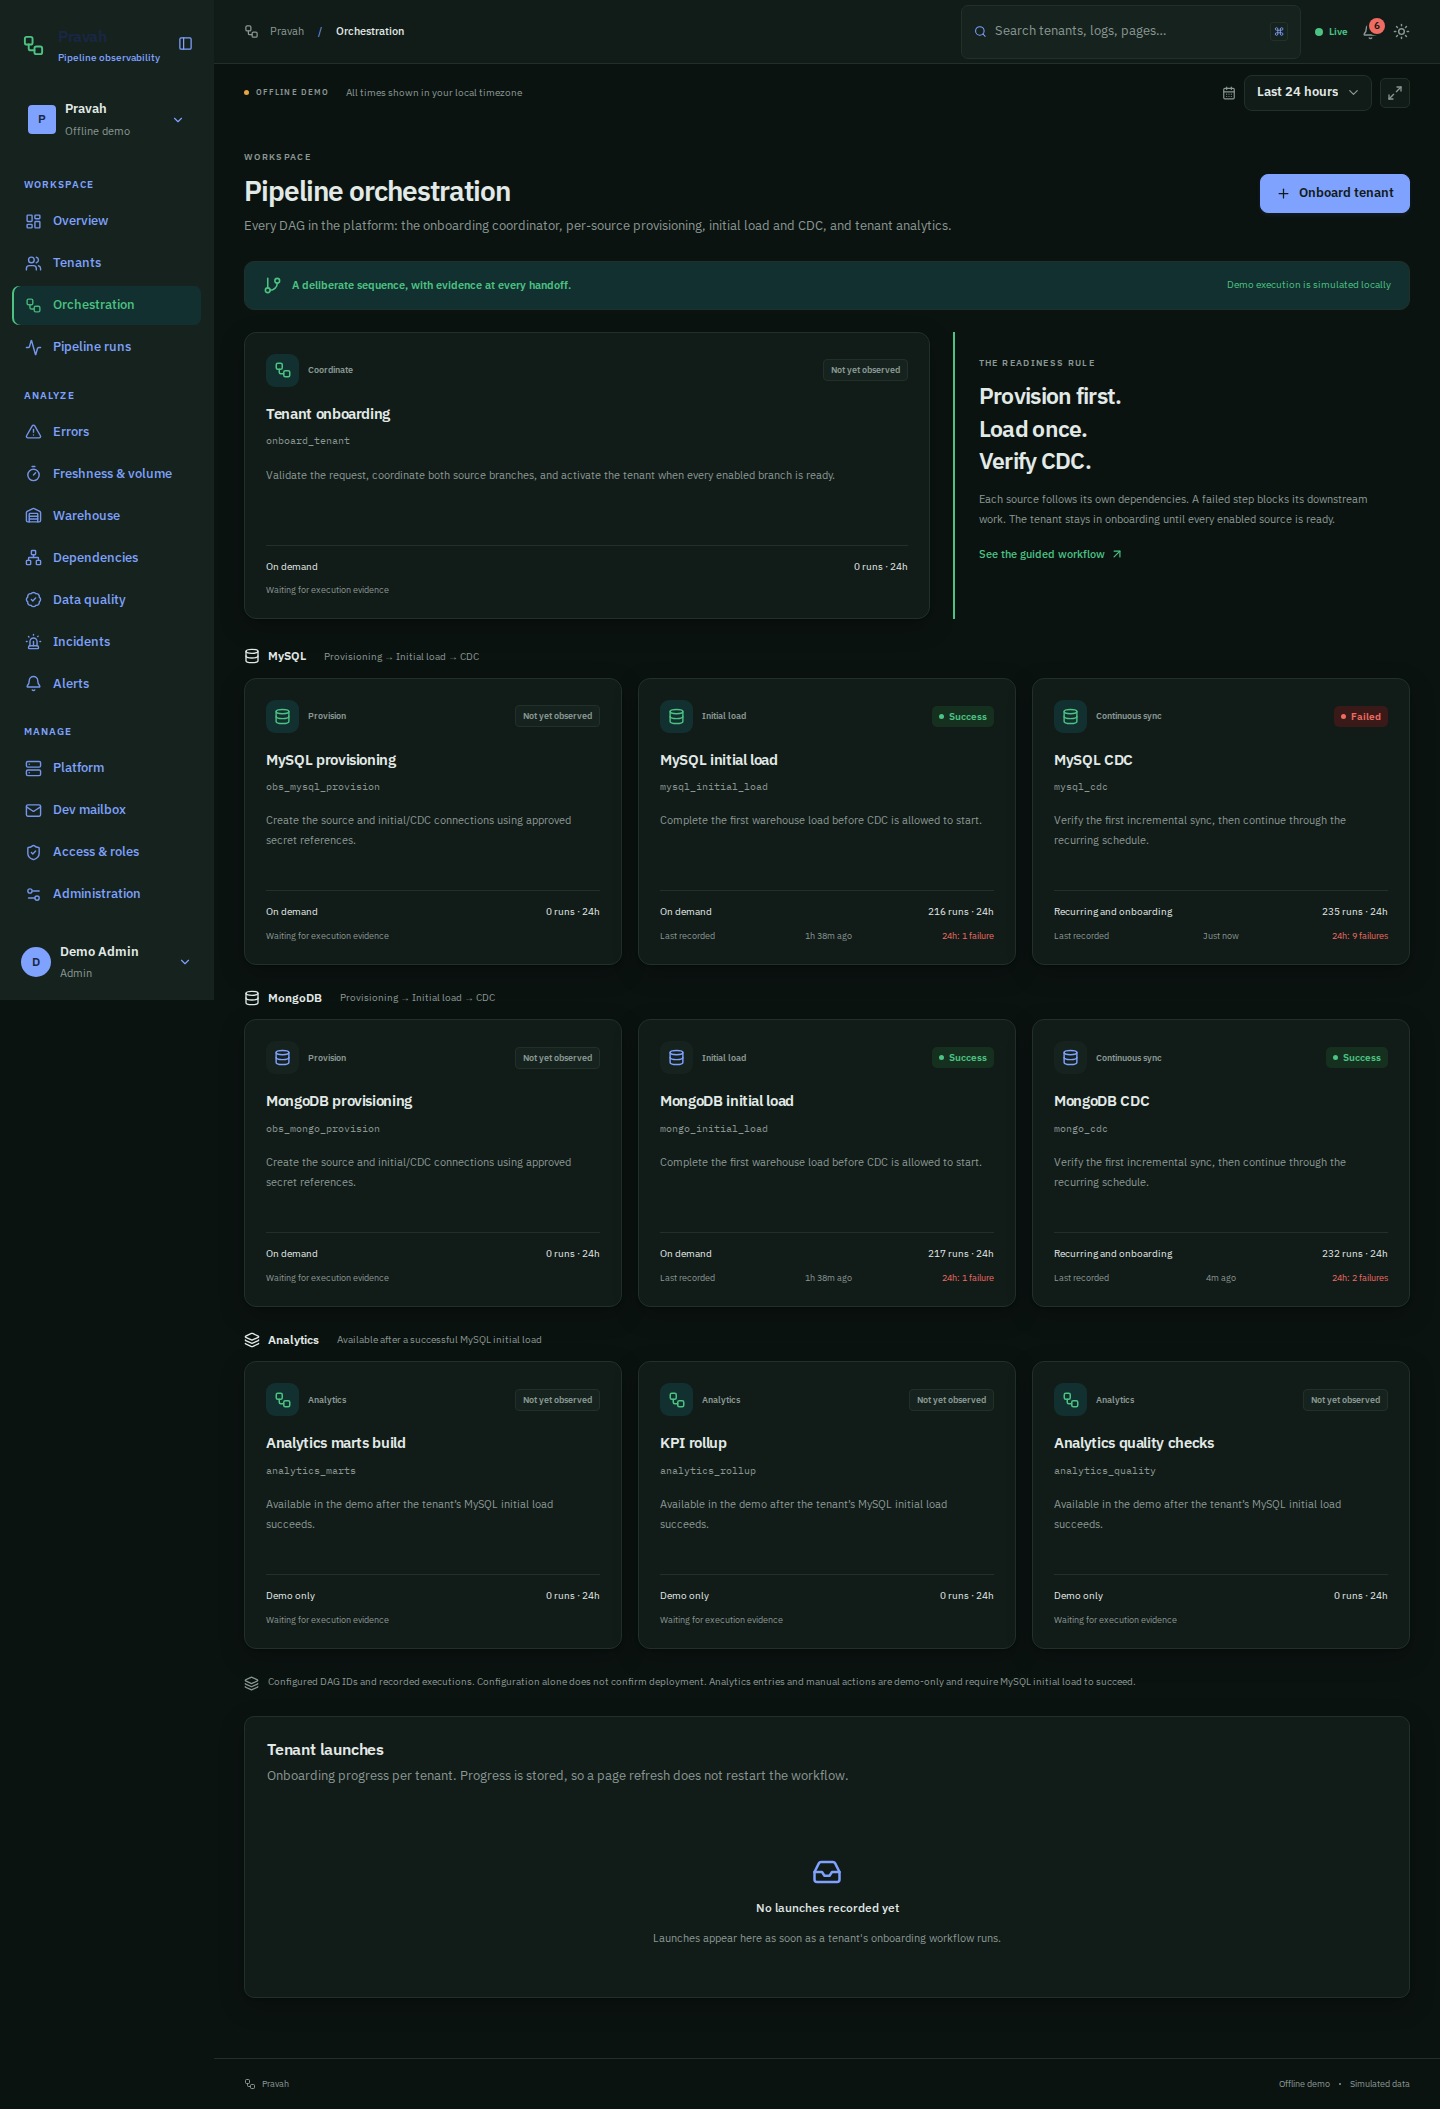 Pravah
Pipeline observability
P
Pravah
Offline demo
WORKSPACE
Overview
Tenants
Orchestration
Pipeline runs
ANALYZE
Errors
Freshness & volume
Warehouse
Dependencies
Data quality
Incidents
Alerts
MANAGE
Platform
Dev mailbox
Access & roles
Administration
D
Demo Admin
Admin
Pravah / Orchestration
Search tenants, logs, pages... ⌘
Live
6
OFFLINE DEMO All times shown in your local timezone
Last 24 hours
WORKSPACE
Pipeline orchestration
Every DAG in the platform: the onboarding coordinator, per-source provisioning, initial load and CDC, and tenant analytics.
Onboard tenant
A deliberate sequence, with evidence at every handoff. Demo execution is simulated locally
Coordinate Not yet observed
Tenant onboarding
onboard_tenant
Validate the request, coordinate both source branches, and activate the tenant when every enabled branch is ready.
On demand 0 runs · 24h
Waiting for execution evidence
THE READINESS RULE
Provision first.
Load once.
Verify CDC.
Each source follows its own dependencies. A failed step blocks its downstream
work. The tenant stays in onboarding until every enabled source is ready.
See the guided workflow
MySQL Provisioning → Initial load → CDC
Provision Not yet observed
MySQL provisioning
obs_mysql_provision
Create the source and initial/CDC connections using approved
secret references.
On demand 0 runs · 24h
Waiting for execution evidence
Initial load Success
MySQL initial load
mysql_initial_load
Complete the first warehouse load before CDC is allowed to start.
On demand 216 runs · 24h
Last recorded 1h 38m ago 24h: 1 failure
Continuous sync Failed
MySQL CDC
mysql_cdc
Verify the first incremental sync, then continue through the
recurring schedule.
Recurring and onboarding 235 runs · 24h
Last recorded Just now 24h: 9 failures
MongoDB Provisioning → Initial load → CDC
Provision Not yet observed
MongoDB provisioning
obs_mongo_provision
Create the source and initial/CDC connections using approved
secret references.
On demand 0 runs · 24h
Waiting for execution evidence
Initial load Success
MongoDB initial load
mongo_initial_load
Complete the first warehouse load before CDC is allowed to start.
On demand 217 runs · 24h
Last recorded 1h 38m ago 24h: 1 failure
Continuous sync Success
MongoDB CDC
mongo_cdc
Verify the first incremental sync, then continue through the
recurring schedule.
Recurring and onboarding 232 runs · 24h
Last recorded 4m ago 24h: 2 failures
Analytics Available after a successful MySQL initial load
Analytics Not yet observed
Analytics marts build
analytics_marts
Available in the demo after the tenant's MySQL initial load
succeeds.
Demo only 0 runs · 24h
Waiting for execution evidence
Analytics Not yet observed
KPI rollup
analytics_rollup
Available in the demo after the tenant's MySQL initial load
succeeds.
Demo only 0 runs · 24h
Waiting for execution evidence
Analytics Not yet observed
Analytics quality checks
analytics_quality
Available in the demo after the tenant's MySQL initial load
succeeds.
Demo only 0 runs · 24h
Waiting for execution evidence
Configured DAG IDs and recorded executions. Configuration alone does not confirm deployment. Analytics entries and manual actions are demo-only and require MySQL initial load to succeed.
Tenant launches
Onboarding progress per tenant. Progress is stored, so a page refresh does not restart the workflow.
No launches recorded yet
Launches appear here as soon as a tenant's onboarding workflow runs.
Pravah
Offline demo • Simulated data